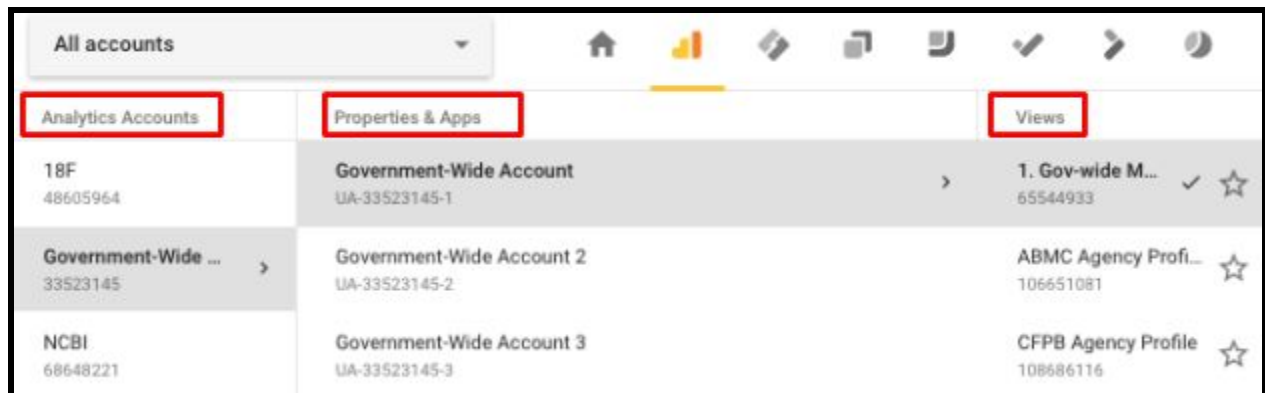 All accounts
Analytics Accounts
Properties & Apps
Views
18F
48605964
Government-Wide Account
UA-33523145-1
1. Gov-wide M...
65544933
Government-Wide ...
33523145
Government-Wide Account 2
UA-33523145-2
ABMC Agency Profi...
106651081
NCBI
68648221
Government-Wide Account 3
UA-33523145-3
CFPB Agency Profile
108686116